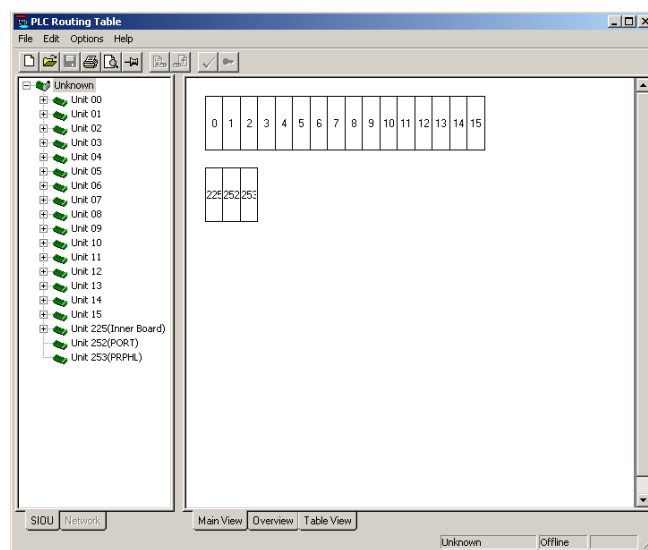 PLC Routing Table
File Edit Options Help
Unknown
Unit 00
Unit 01
Unit 02
Unit 03
Unit 04
Unit 05
Unit 06
Unit 07
Unit 08
Unit 09
Unit 10
Unit 11
Unit 12
Unit 13
Unit 14
Unit 15
Unit 225(Inner Board)
Unit 252(PORT)
Unit 253(PRPHL)
0 1 2 3 4 5 6 7 8 9 10 11 12 13 14 15
225 252 253
SIOU Network
Main View Overview Table View
Unknown Offline